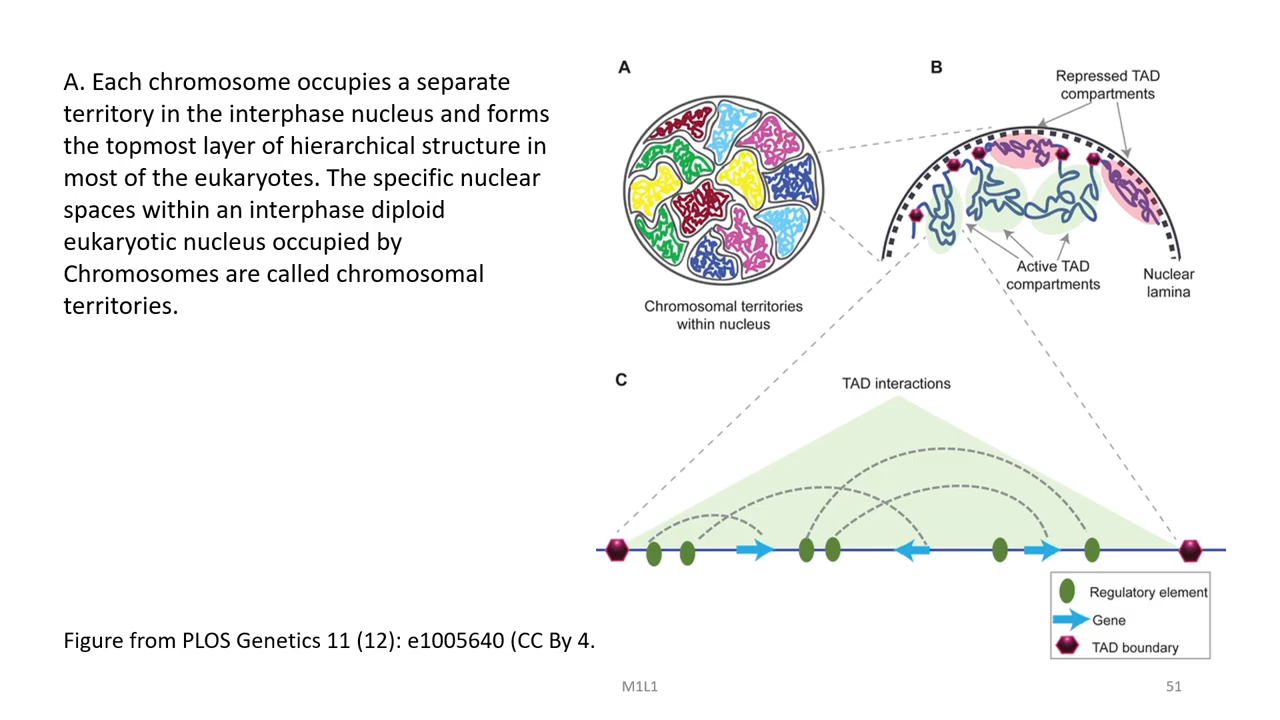 A. Each chromosome occupies a separate
territory in the interphase nucleus and forms
the topmost layer of hierarchical structure in
most of the eukaryotes. The specific nuclear
spaces within an interphase diploid
eukaryotic nucleus occupied by
Chromosomes are called chromosomal
territories.
A
Chromosomal territories
within nucleus
B
Repressed TAD
compartments
Active TAD
compartments
Nuclear
lamina
C
TAD interactions
Regulatory element
Gene
TAD boundary
Figure from PLOS Genetics 11 (12): e1005640 (CC By 4.
M1L1
51